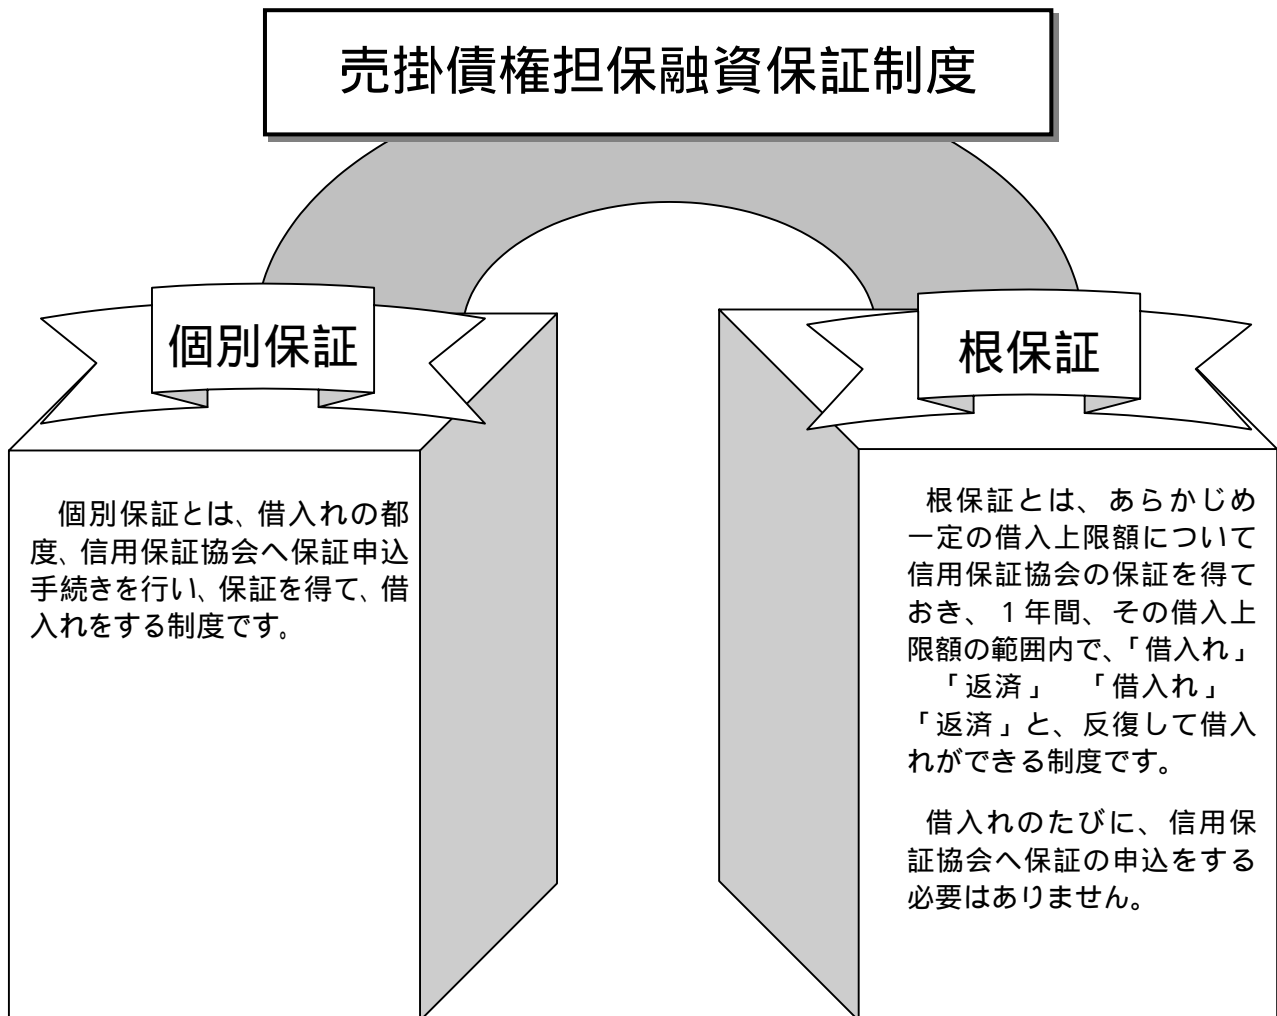 売掛債権担保融資保証制度
個別保証
個別保証とは、借入れの都
度、信用保証協会へ保証申込
手続きを行い、保証を得て、借
入れをする制度です。
根保証
根保証とは、あらかじめ
一定の借入上限額について
信用保証協会の保証を得て
おき、1年間、その借入上
限額の範囲内で、「借入れ」
「返済」　「借入れ」
「返済」と、反復して借入
れができる制度です。
借入れのたびに、信用保
証協会へ保証の申込をする
必要はありません。